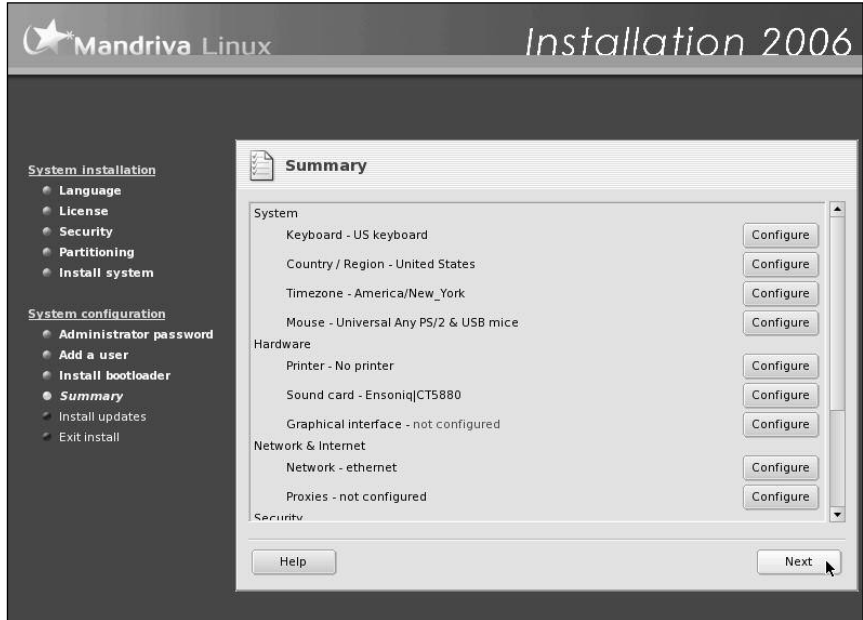 Mandriva Linux
Installation 2006
System installation
Language
License
Security
Partitioning
Install system
System configuration
Administrator password
Add a user
Install bootloader
Summary
Install updates
Exit install
Summary
System
Keyboard - US keyboard Configure
Country / Region - United States Configure
Timezone - America/New_York Configure
Mouse - Universal Any PS/2 & USB mice Configure
Hardware
Printer - No printer Configure
Sound card - Ensoniq|CT5880 Configure
Graphical interface - not configured Configure
Network & Internet
Network - ethernet Configure
Proxies - not configured Configure
Security
Help
Next